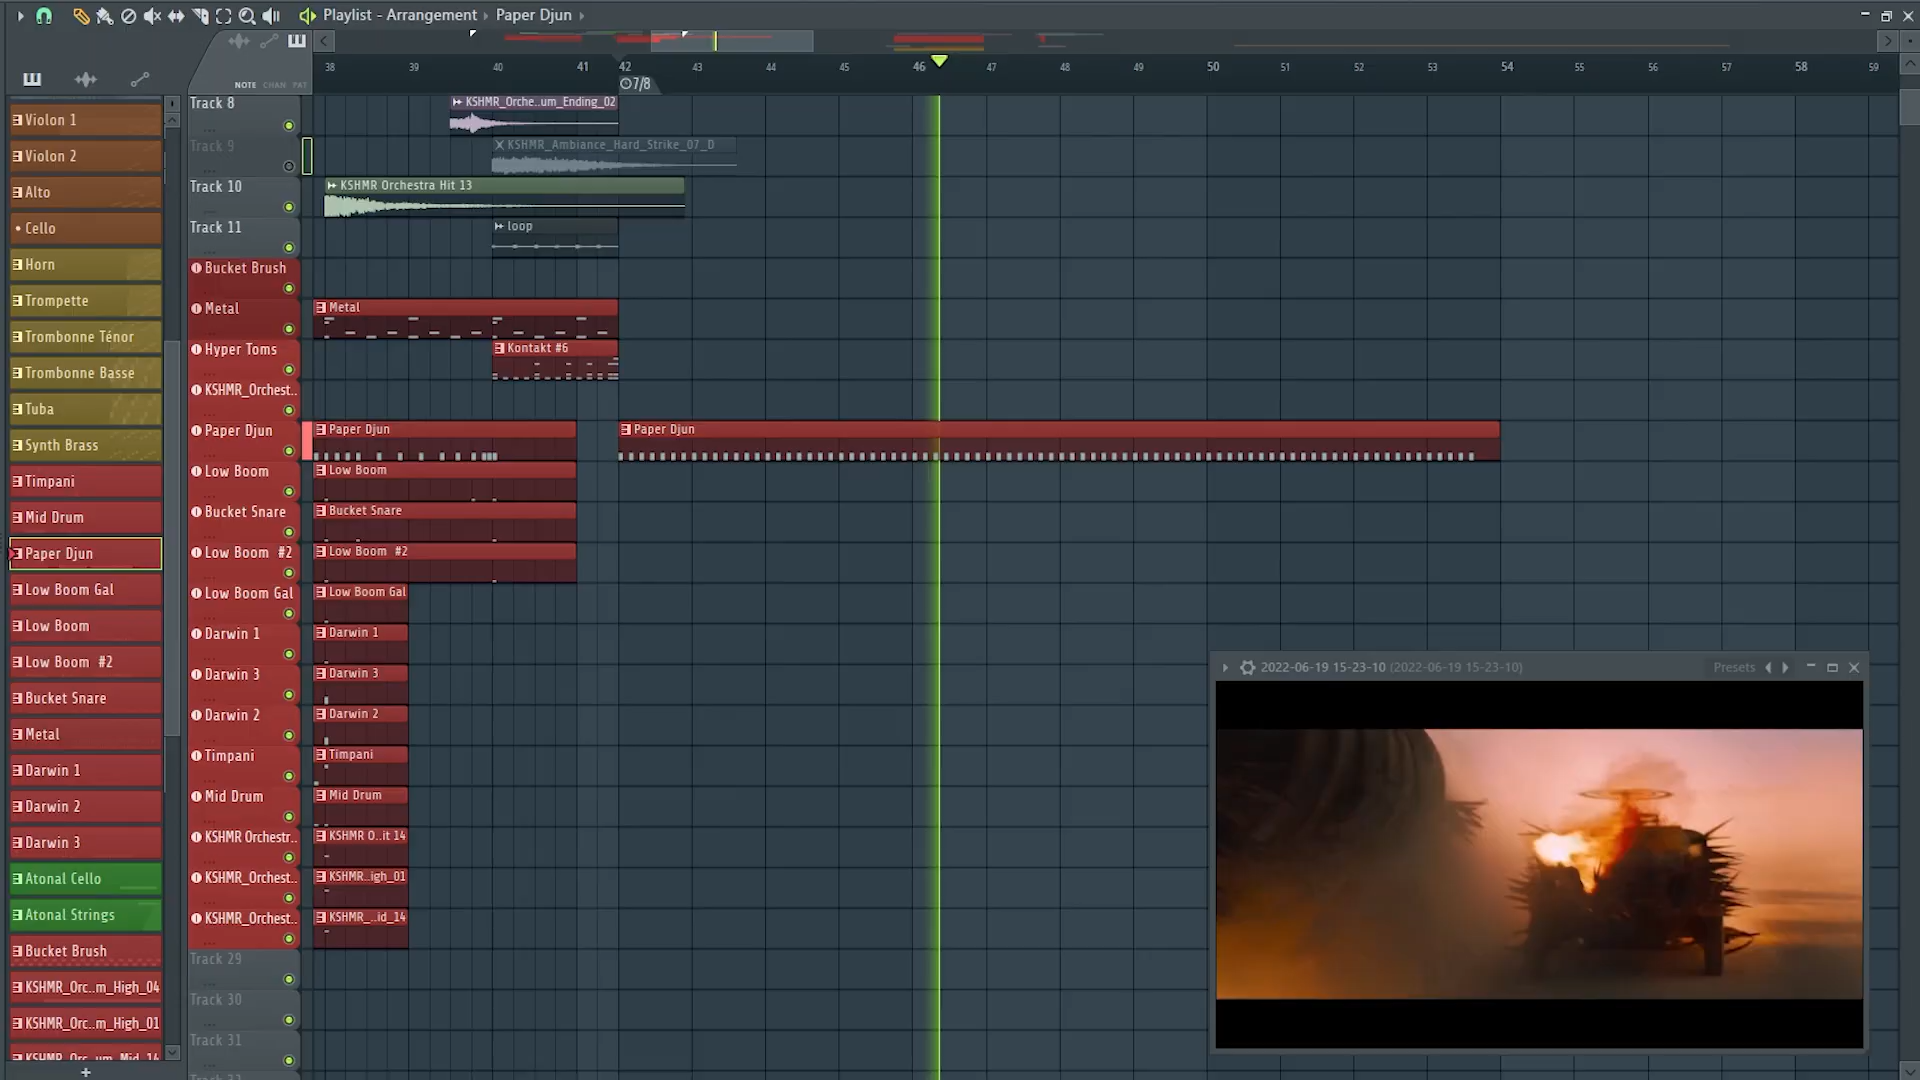 Playlist - Arrangement › Paper Djun ›
NOTE CHAN PAT
38 39 40 41 42 43 44 45 46 47 48 49 50 51 52 53 54 55 56 57 58 59
7/8
Violon 1
Violon 2
Alto
Cello
Horn
Trompette
Trombonne Ténor
Trombonne Basse
Tuba
Synth Brass
Timpani
Mid Drum
Paper Djun
Low Boom Gal
Low Boom
Low Boom #2
Bucket Snare
Metal
Darwin 1
Darwin 2
Darwin 3
Atonal Cello
Atonal Strings
Bucket Brush
KSHMR_Orc..m_High_04
KSHMR_Orc..m_High_01
KSHMR_Orc..um_Mid_14
+
Track 8
KSHMR_Orche..um_Ending_02
Track 9
KSHMR_Ambiance_Hard_Strike_07_D
Track 10
KSHMR Orchestra Hit 13
Track 11
loop
Bucket Brush
Metal
Metal
Hyper Toms
Kontakt #6
KSHMR_Orchest..
Paper Djun
Paper Djun
Paper Djun
Low Boom
Low Boom
Bucket Snare
Bucket Snare
Low Boom #2
Low Boom #2
Low Boom Gal
Low Boom Gal
Darwin 1
Darwin 1
Darwin 3
Darwin 3
Darwin 2
Darwin 2
Timpani
Timpani
Mid Drum
Mid Drum
KSHMR Orchestr..
KSHMR O..it 14
KSHMR_Orchest..
KSHMR..igh_01
KSHMR_Orchest..
KSHMR_..id_14
Track 29
Track 30
Track 31
2022-06-19 15-23-10 (2022-06-19 15-23-10)
Presets